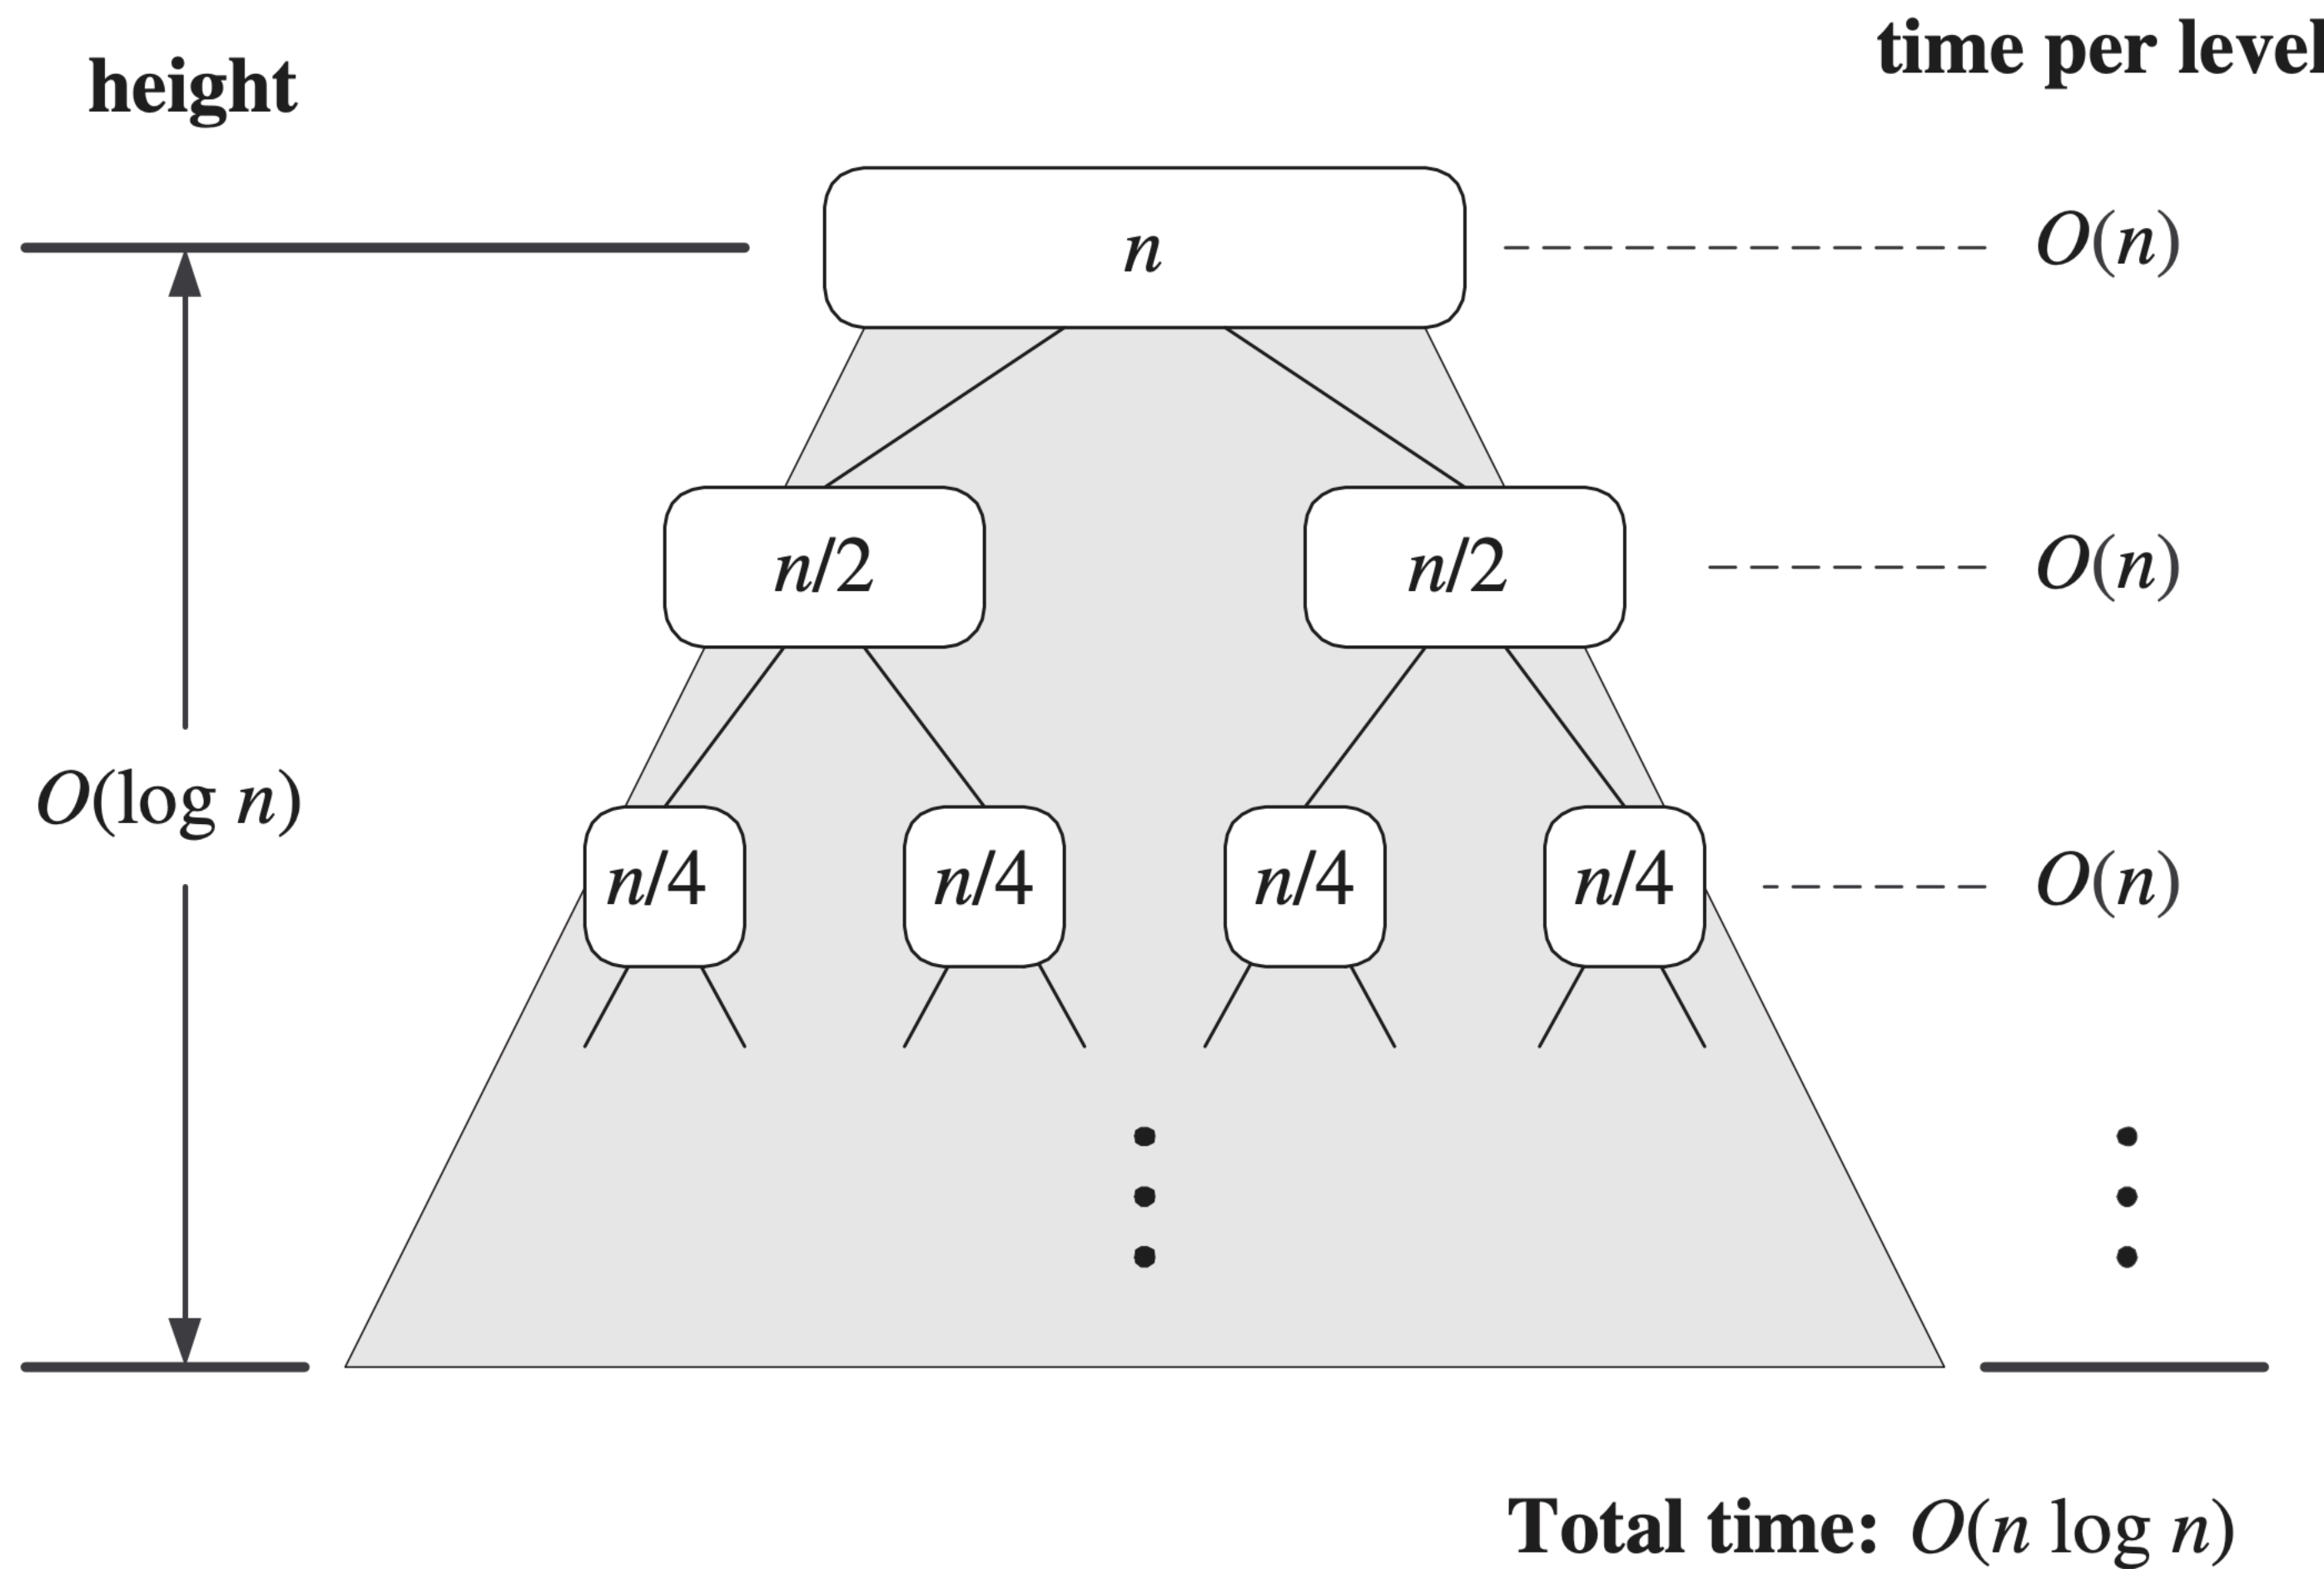 time per level
height
n
O(n)
n/2
n/2
O(n)
O(log n)
n/4
n/4
n/4
n/4
O(n)
Total time: O(n log n)